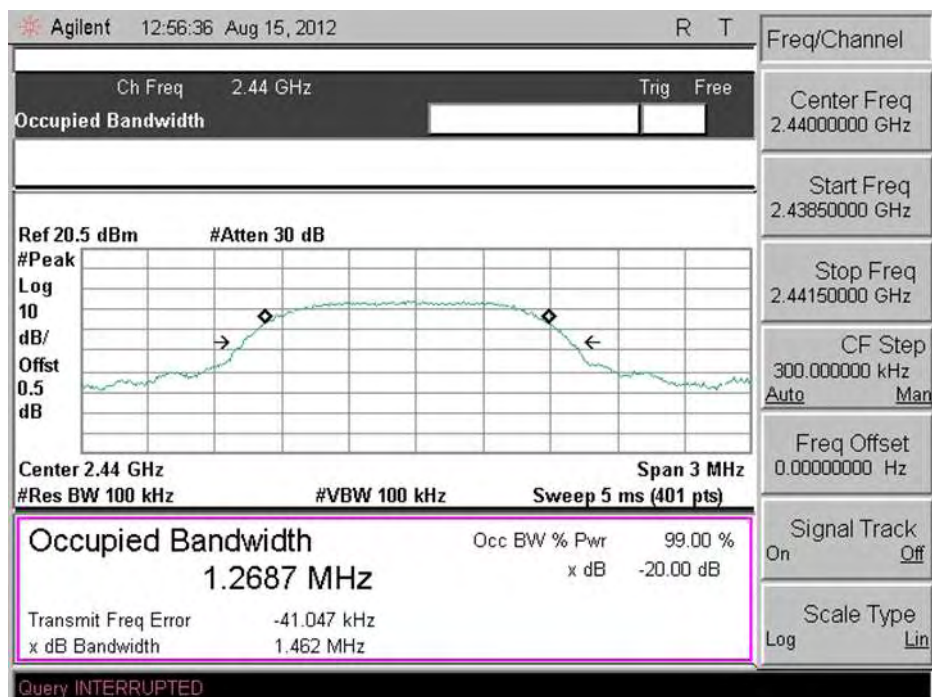 Agilent 12:56:36 Aug 15, 2012 R T
Ch Freq 2.44 GHz Trig Free
Occupied Bandwidth
Ref 20.5 dBm #Atten 30 dB
#Peak
Log
10
dB/
Offst
0.5
dB
Center 2.44 GHz Span 3 MHz
#Res BW 100 kHz #VBW 100 kHz Sweep 5 ms (401 pts)
Occupied Bandwidth Occ BW % Pwr 99.00 %
1.2687 MHz x dB -20.00 dB
Transmit Freq Error -41.047 kHz
x dB Bandwidth 1.462 MHz
Query INTERRUPTED
Freq/Channel
Center Freq
2.44000000 GHz
Start Freq
2.43850000 GHz
Stop Freq
2.44150000 GHz
CF Step
300.000000 kHz
Auto Man
Freq Offset
0.00000000 Hz
Signal Track
On Off
Scale Type
Log Lin